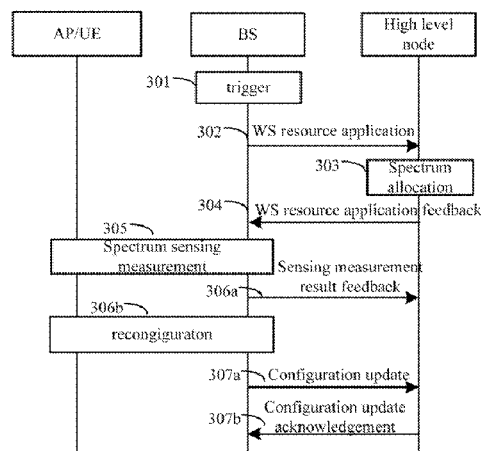 AP/UE
BS
High level
node
301
trigger
302
WS resource application
303
Spectrum
allocation
304
WS resource application feedback
305
Spectrum sensing
measurement
306a
Sensing measurement
result feedback
306b
recongiguraton
307a
Configuration update
307b
Configuration update
acknowledgement